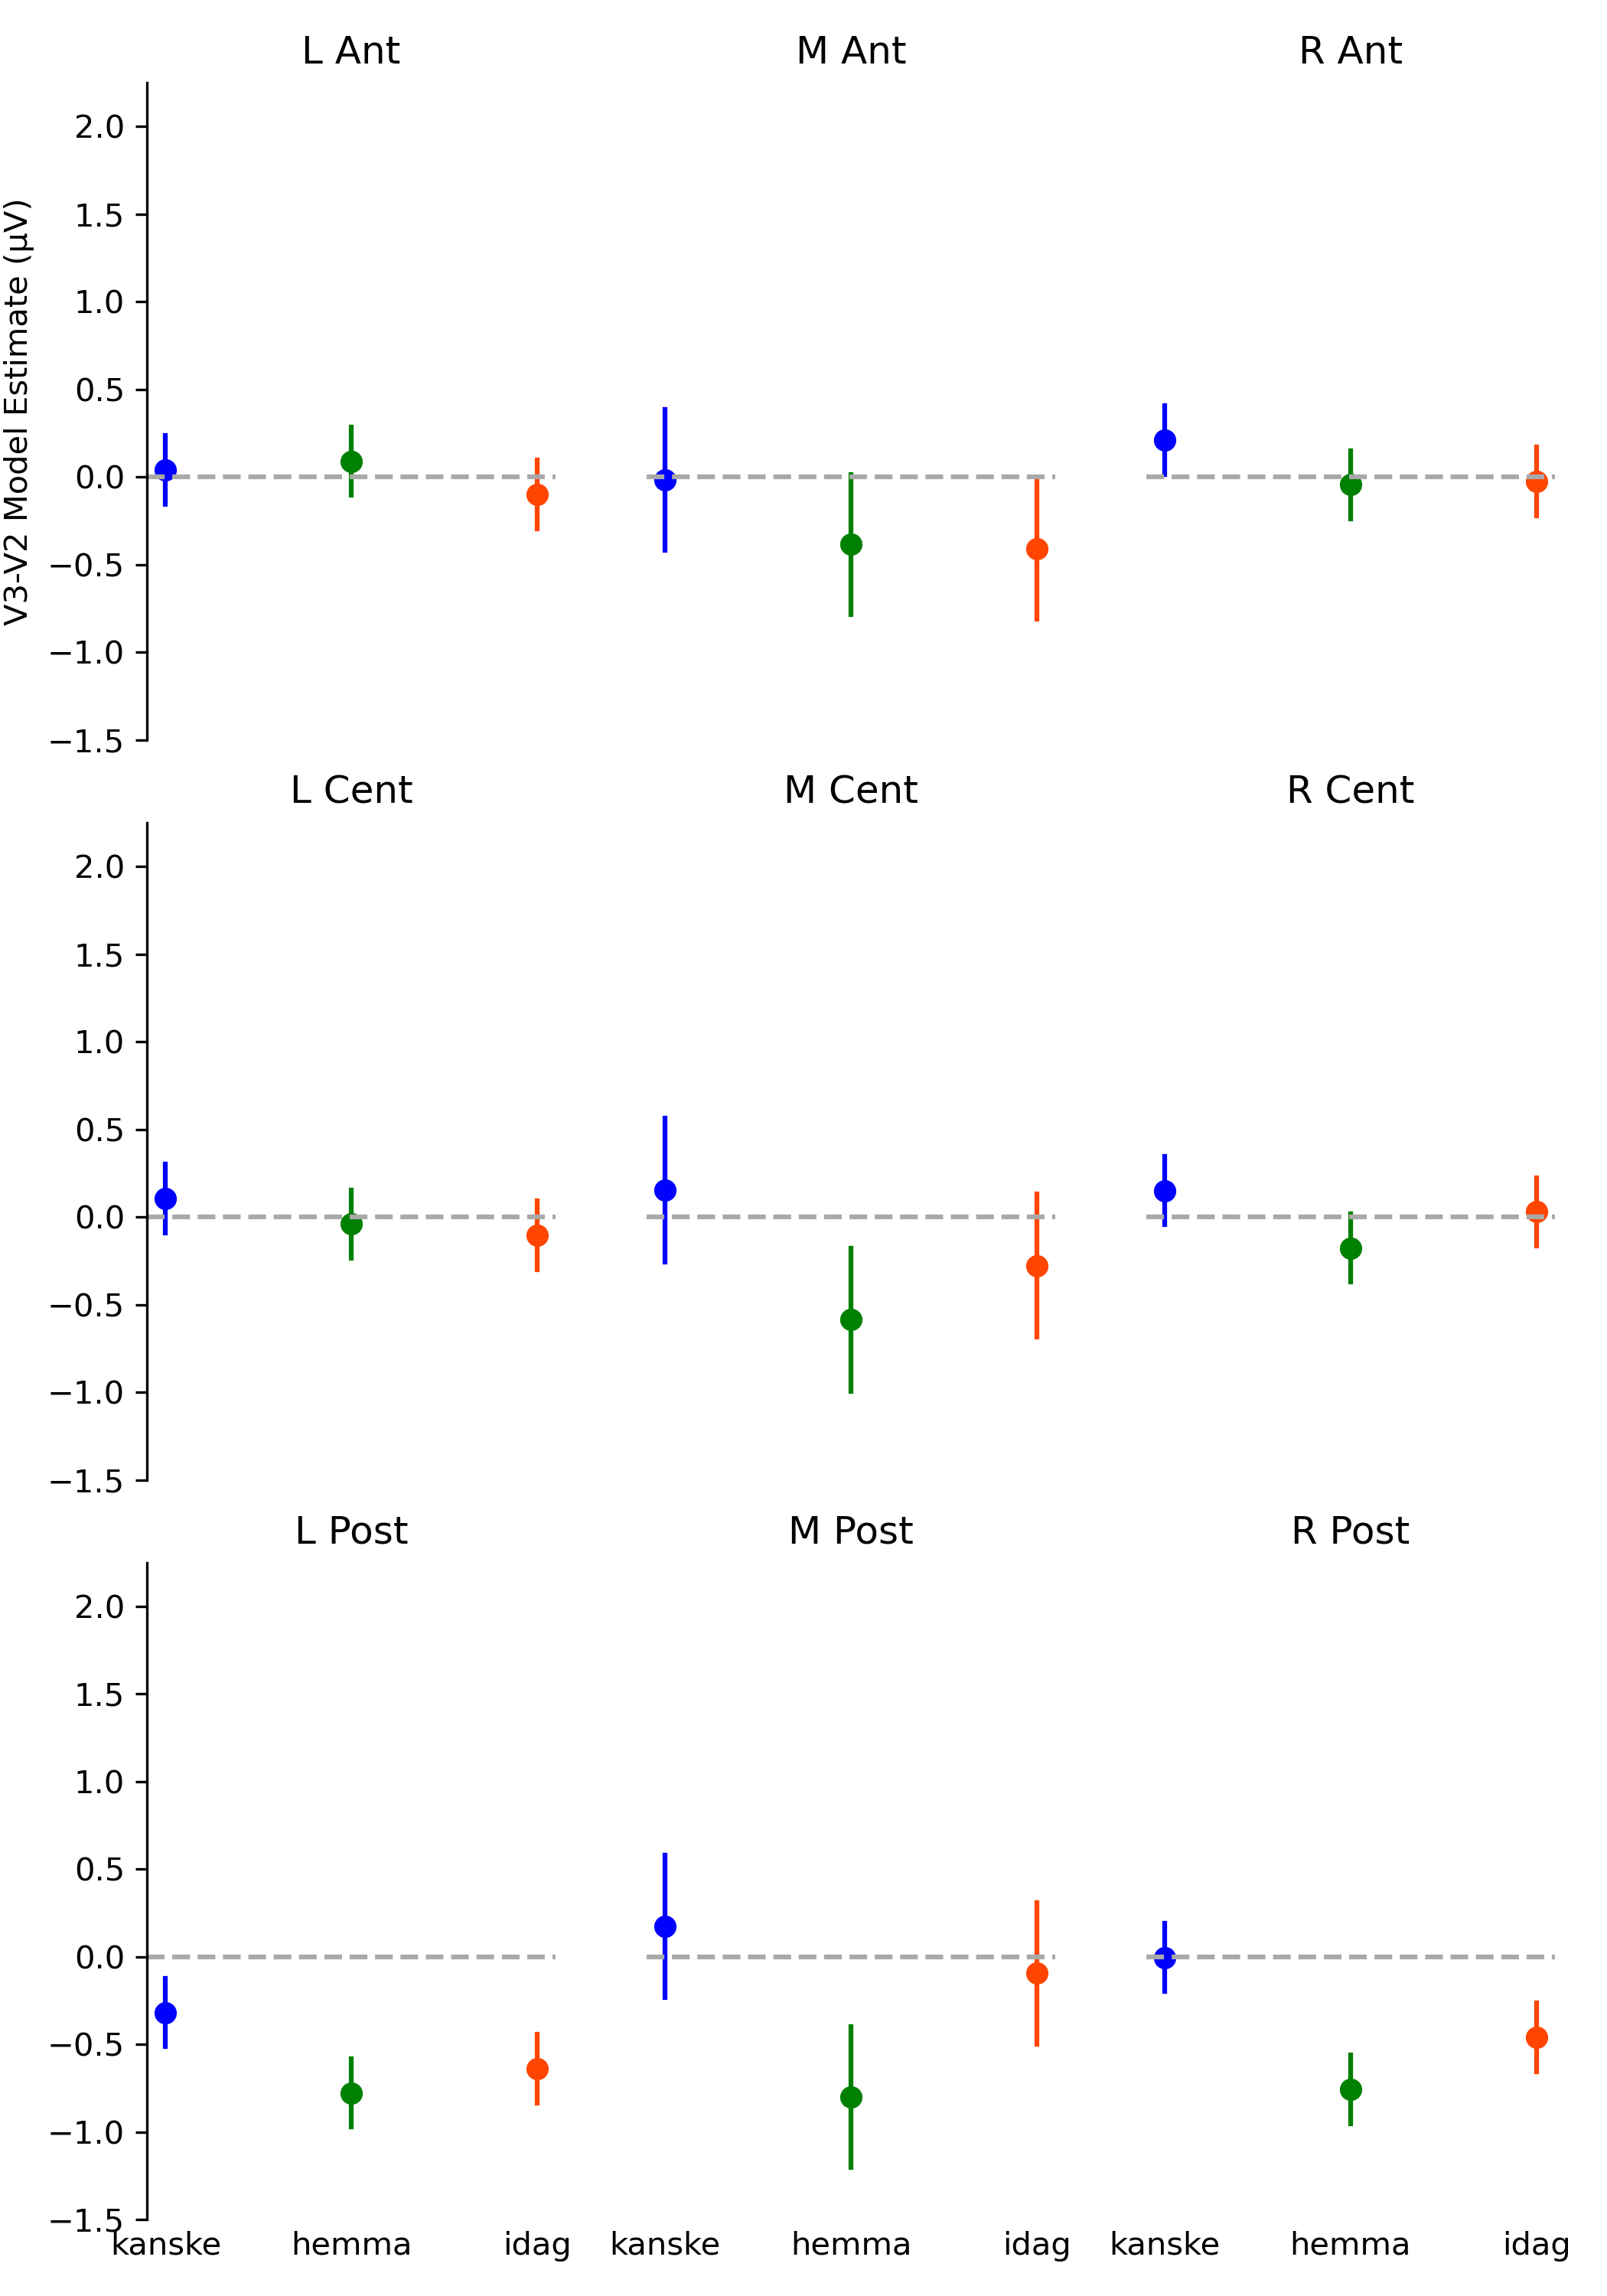 L Ant
M Ant
R Ant
V3-V2 Model Estimate (µV)
2.0
1.5
1.0
0.5
0.0
−0.5
−1.0
−1.5
L Cent
M Cent
R Cent
2.0
1.5
1.0
0.5
0.0
−0.5
−1.0
−1.5
L Post
M Post
R Post
2.0
1.5
1.0
0.5
0.0
−0.5
−1.0
−1.5
kanske hemma idag kanske hemma idag kanske hemma idag